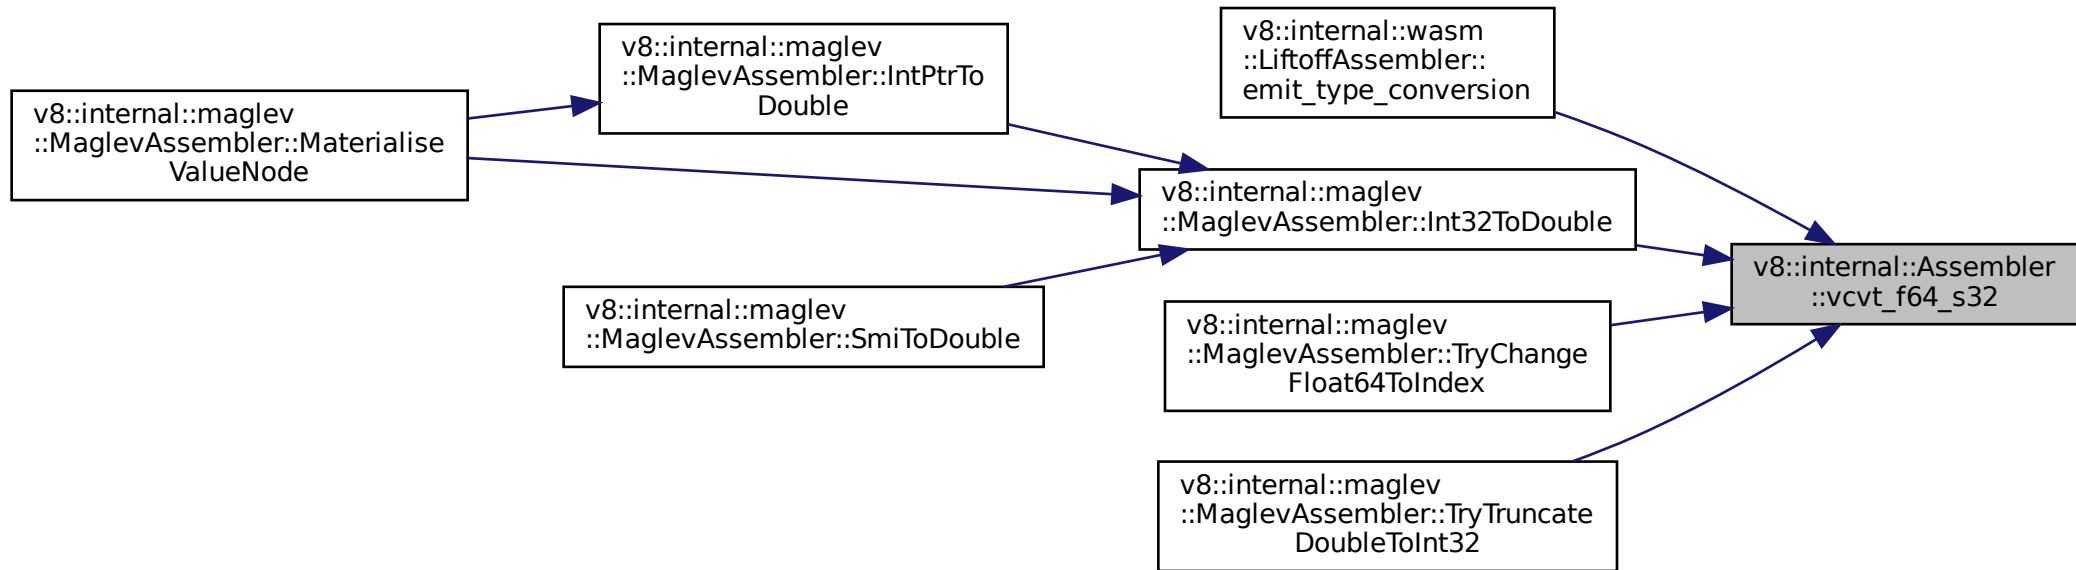 v8::internal::maglev
::MaglevAssembler::Materialise
ValueNode
v8::internal::maglev
::MaglevAssembler::IntPtrTo
Double
v8::internal::maglev
::MaglevAssembler::SmiToDouble
v8::internal::wasm
::LiftoffAssembler::
emit_type_conversion
v8::internal::maglev
::MaglevAssembler::Int32ToDouble
v8::internal::maglev
::MaglevAssembler::TryChange
Float64ToIndex
v8::internal::maglev
::MaglevAssembler::TryTruncate
DoubleToInt32
v8::internal::Assembler
::vcvt_f64_s32